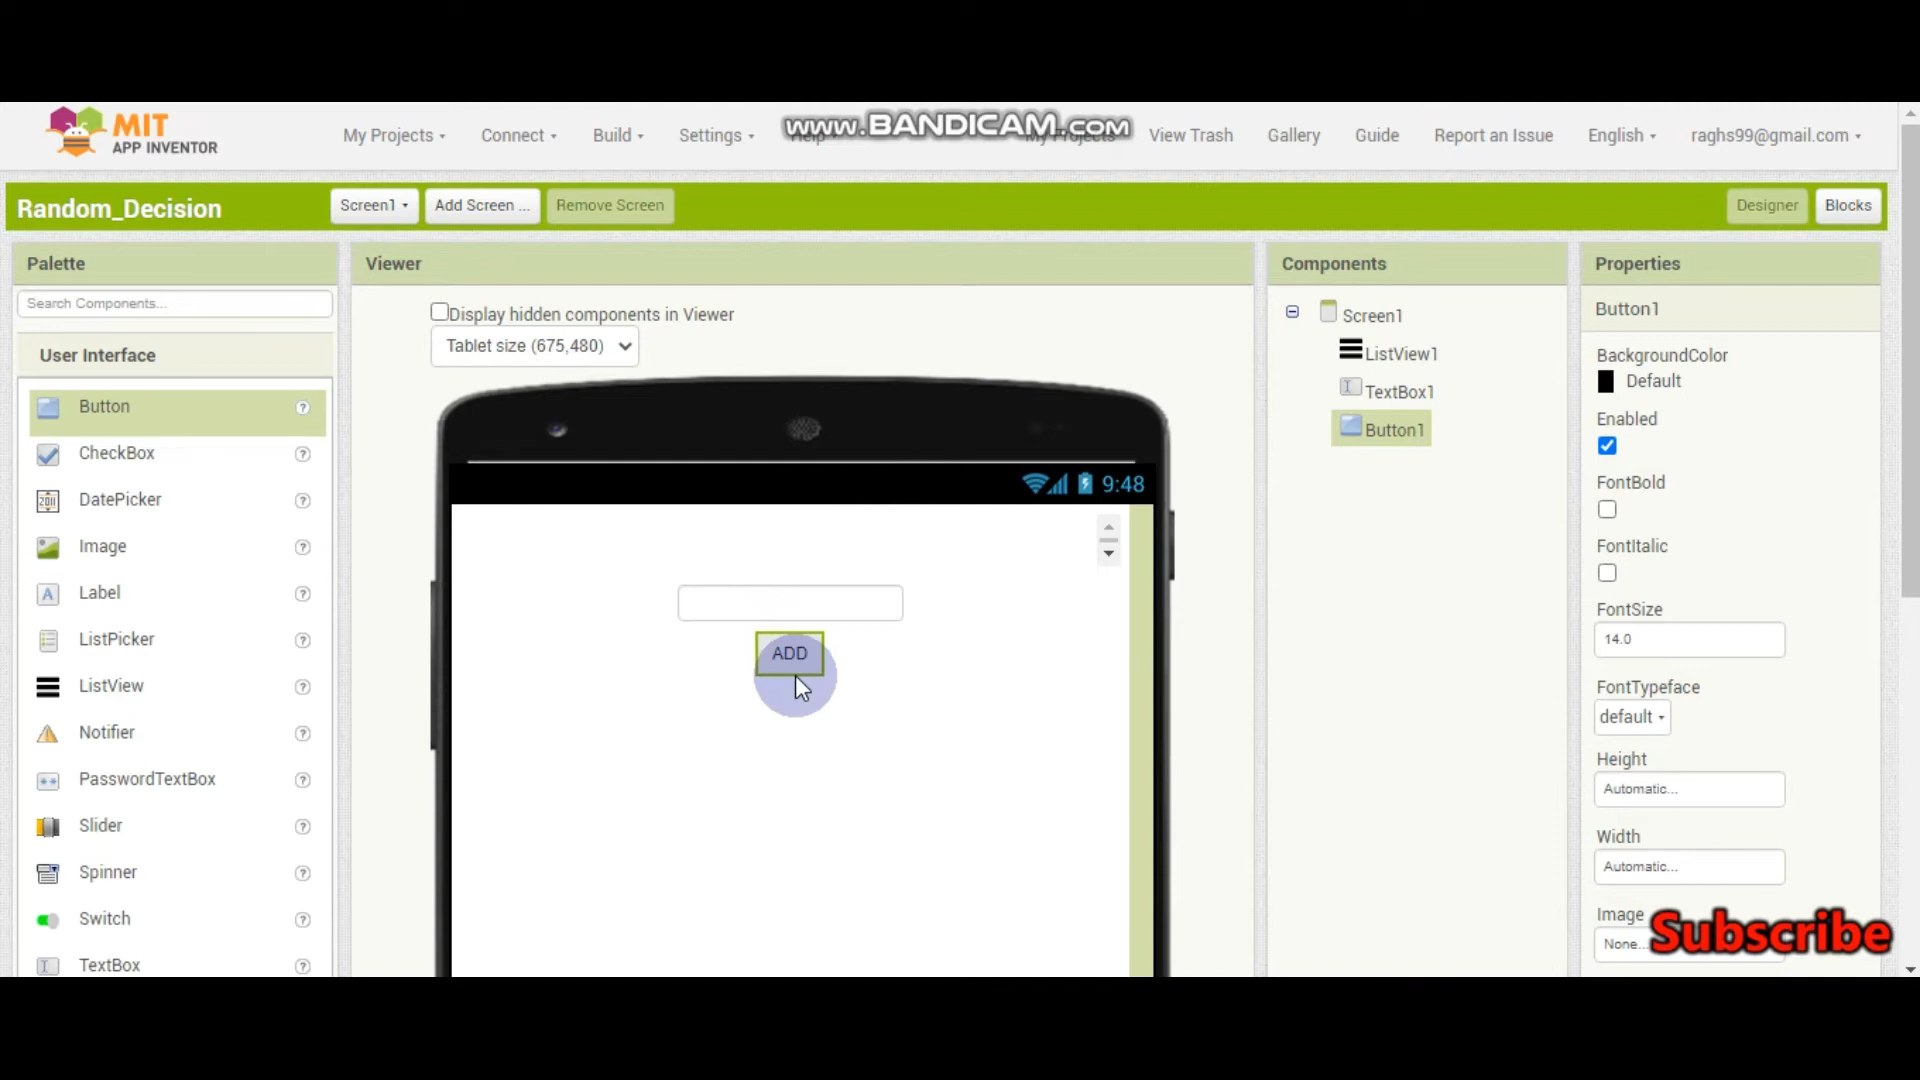 www.BANDICAM.com
MIT
APP INVENTOR
My Projects
Connect
Build
Settings
Help
My Projects
View Trash
Gallery
Guide
Report an Issue
English
raghs99@gmail.com
Random_Decision
Screen1
Add Screen ...
Remove Screen
Designer
Blocks
Palette
Search Components...
User Interface
Button
?
CheckBox
?
DatePicker
?
Image
?
Label
?
ListPicker
?
ListView
?
Notifier
?
PasswordTextBox
?
Slider
?
Spinner
?
Switch
?
TextBox
?
Viewer
Display hidden components in Viewer
Tablet size (675,480)
9:48
ADD
Components
Screen1
ListView1
TextBox1
Button1
Properties
Button1
BackgroundColor
Default
Enabled
FontBold
FontItalic
FontSize
14.0
FontTypeface
default
Height
Automatic...
Width
Automatic...
Image
None...
Subscribe